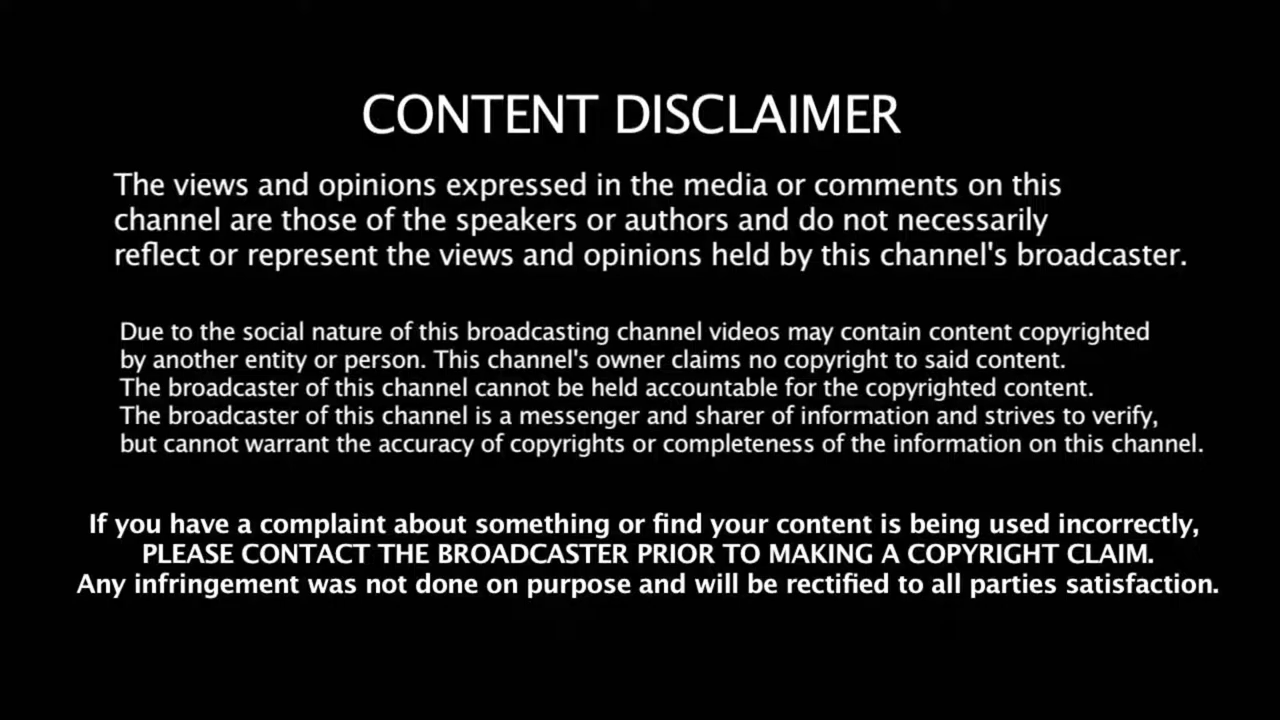 CONTENT DISCLAIMER
The views and opinions expressed in the media or comments on this
channel are those of the speakers or authors and do not necessarily
reflect or represent the views and opinions held by this channel's broadcaster.
Due to the social nature of this broadcasting channel videos may contain content copyrighted
by another entity or person. This channel's owner claims no copyright to said content.
The broadcaster of this channel cannot be held accountable for the copyrighted content.
The broadcaster of this channel is a messenger and sharer of information and strives to verify,
but cannot warrant the accuracy of copyrights or completeness of the information on this channel.
If you have a complaint about something or find your content is being used incorrectly,
PLEASE CONTACT THE BROADCASTER PRIOR TO MAKING A COPYRIGHT CLAIM.
Any infringement was not done on purpose and will be rectified to all parties satisfaction.